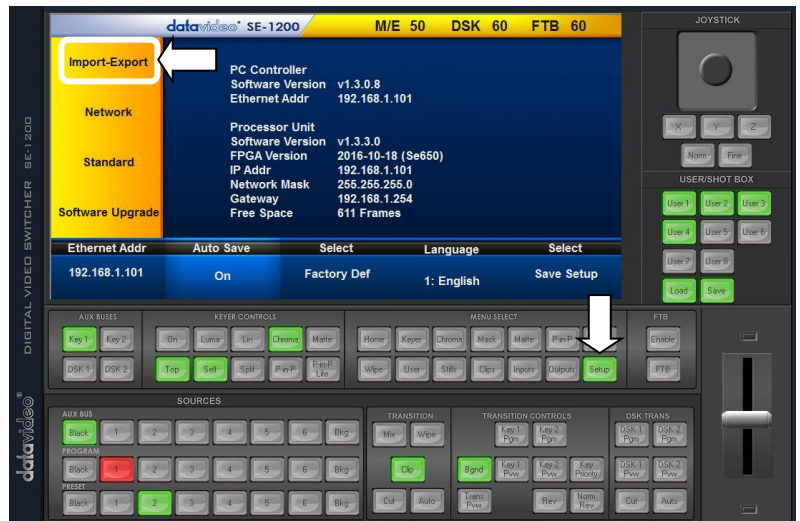 datavideo® SE-1200 M/E 50 DSK 60 FTB 60
Import-Export
Network
Standard
Software Upgrade
PC Controller
Software Version v1.3.0.8
Ethernet Addr 192.168.1.101
Processor Unit
Software Version v1.3.3.0
FPGA Version 2016-10-18 (Se650)
IP Addr 192.168.1.101
Network Mask 255.255.255.0
Gateway 192.168.1.254
Free Space 611 Frames
Ethernet Addr Auto Save Select Language Select
192.168.1.101 On Factory Def 1: English Save Setup
JOYSTICK
X Y Z
Norm Fine
USER/SHOT BOX
User 1 User 2 User 3
User 4 User 5 User 6
User 7 User 8
Load Save
DIGITAL VIDEO SWITCHER SE-1200
datavideo®
AUX BUSES
Key 1 Key 2
DSK 1 DSK 2
KEYER CONTROLS
On Luma Lin Chroma Matte
Top Self Split P-in-P P-in-P Lite
MENU SELECT
Home Keyer Chroma Mask Matte P-in-P
Wipe User Stills Clips Inputs Outputs Setup
FTB
Enable
FTB
SOURCES
AUX BUS
Black 1 2 3 4 5 6 Bkg
PROGRAM
Black 1 2 3 4 5 6 Bkg
PRESET
Black 1 2 3 4 5 6 Bkg
TRANSITION
Mix Wipe
Clip
Cut Auto
TRANSITION CONTROLS
Key 1 Pgm Key 2 Pgm
Bgnd Key 1 Pvw Key 2 Pvw Key Priority
Trans Pvw Rev Norm Rev
DSK TRANS
DSK 1 Pgm DSK 2 Pgm
DSK 1 Pvw DSK 2 Pvw
Cut Auto